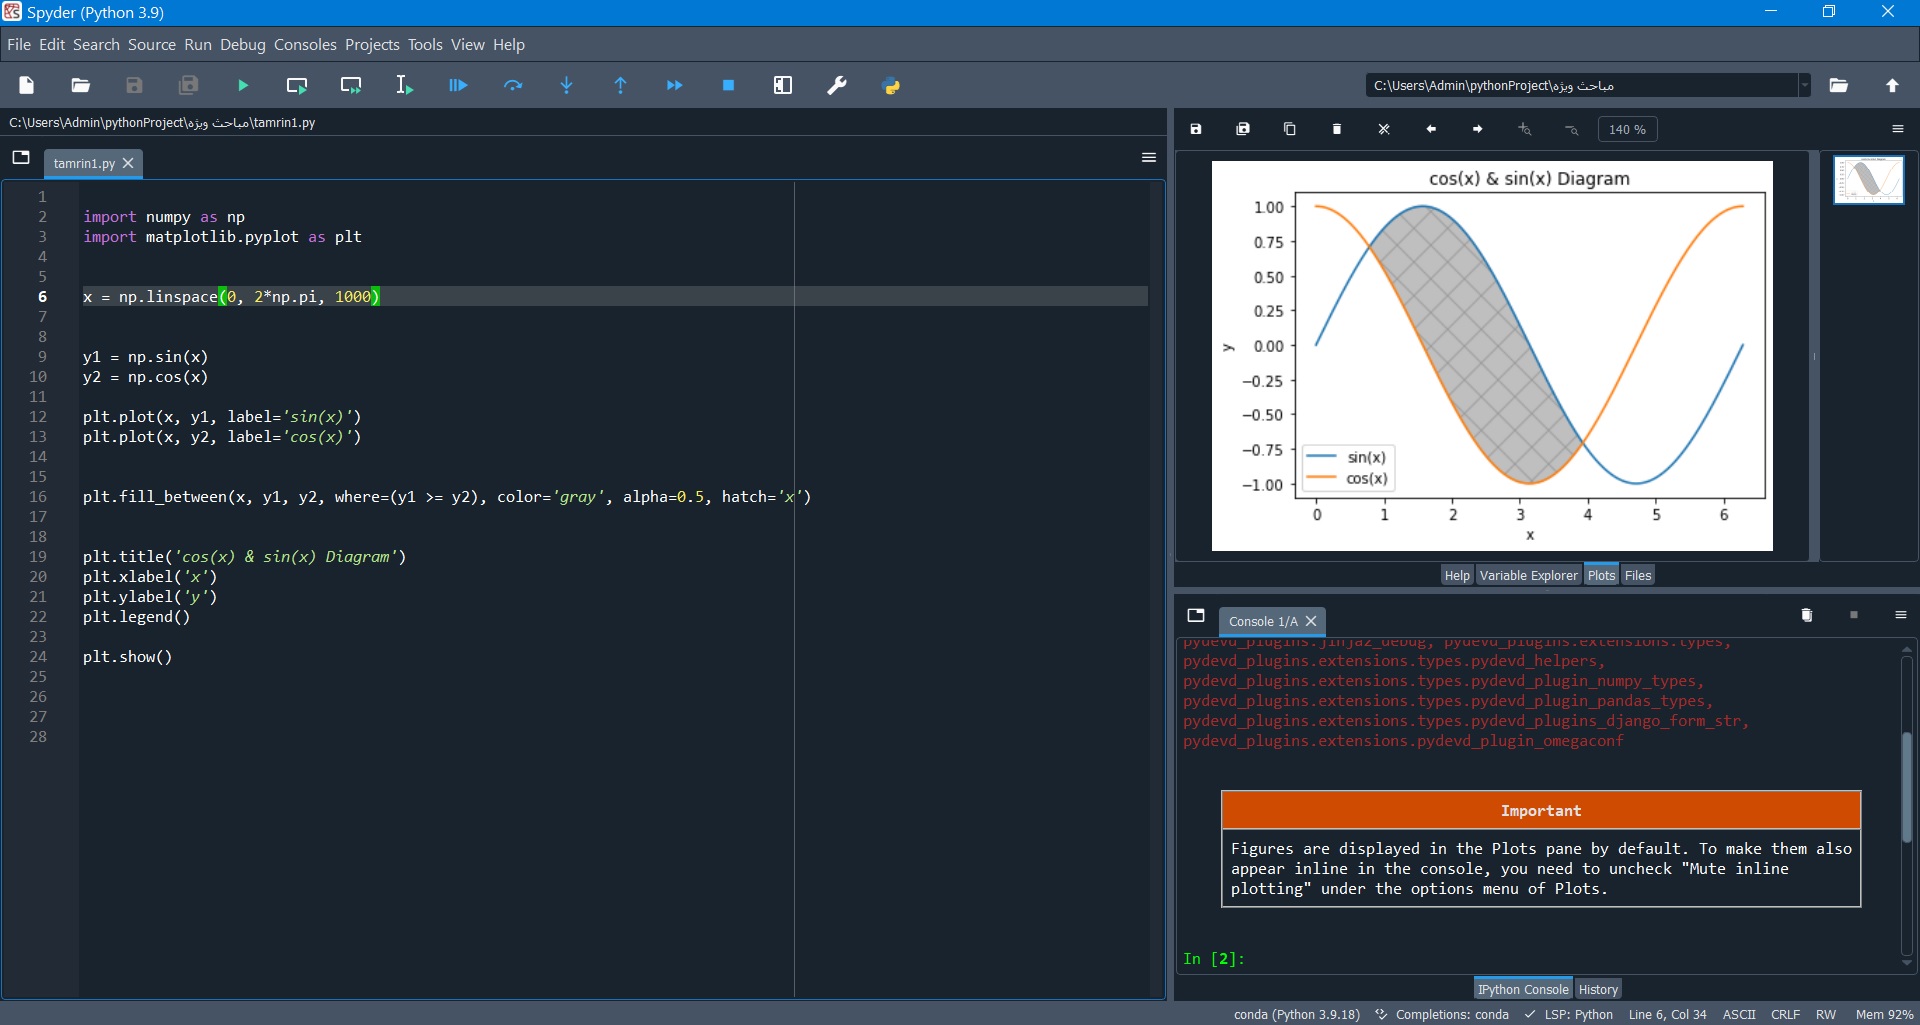 Spyder (Python 3.9)
File Edit Search Source Run Debug Consoles Projects Tools View Help
C:\Users\Admin\pythonProject\مباحث ویژه
C:\Users\Admin\pythonProject\مباحث ویژه\tamrin1.py
tamrin1.py
1
2 import numpy as np
3 import matplotlib.pyplot as plt
4
5
6 x = np.linspace(0, 2*np.pi, 1000)
7
8
9 y1 = np.sin(x)
10 y2 = np.cos(x)
11
12 plt.plot(x, y1, label='sin(x)')
13 plt.plot(x, y2, label='cos(x)')
14
15
16 plt.fill_between(x, y1, y2, where=(y1 >= y2), color='gray', alpha=0.5, hatch='x')
17
18
19 plt.title('cos(x) & sin(x) Diagram')
20 plt.xlabel('x')
21 plt.ylabel('y')
22 plt.legend()
23
24 plt.show()
25
26
27
28
140 %
cos(x) & sin(x) Diagram
1.00
0.75
0.50
0.25
0.00
−0.25
−0.50
−0.75
−1.00
y
sin(x)
cos(x)
0 1 2 3 4 5 6
x
Help Variable Explorer Plots Files
Console 1/A
pydevd_plugins.jinja2_debug, pydevd_plugins.extensions.types,
pydevd_plugins.extensions.types.pydevd_helpers,
pydevd_plugins.extensions.types.pydevd_plugin_numpy_types,
pydevd_plugins.extensions.types.pydevd_plugin_pandas_types,
pydevd_plugins.extensions.types.pydevd_plugins_django_form_str,
pydevd_plugins.extensions.pydevd_plugin_omegaconf
Important
Figures are displayed in the Plots pane by default. To make them also
appear inline in the console, you need to uncheck "Mute inline
plotting" under the options menu of Plots.
In [2]:
IPython Console History
conda (Python 3.9.18) Completions: conda LSP: Python Line 6, Col 34 ASCII CRLF RW Mem 92%